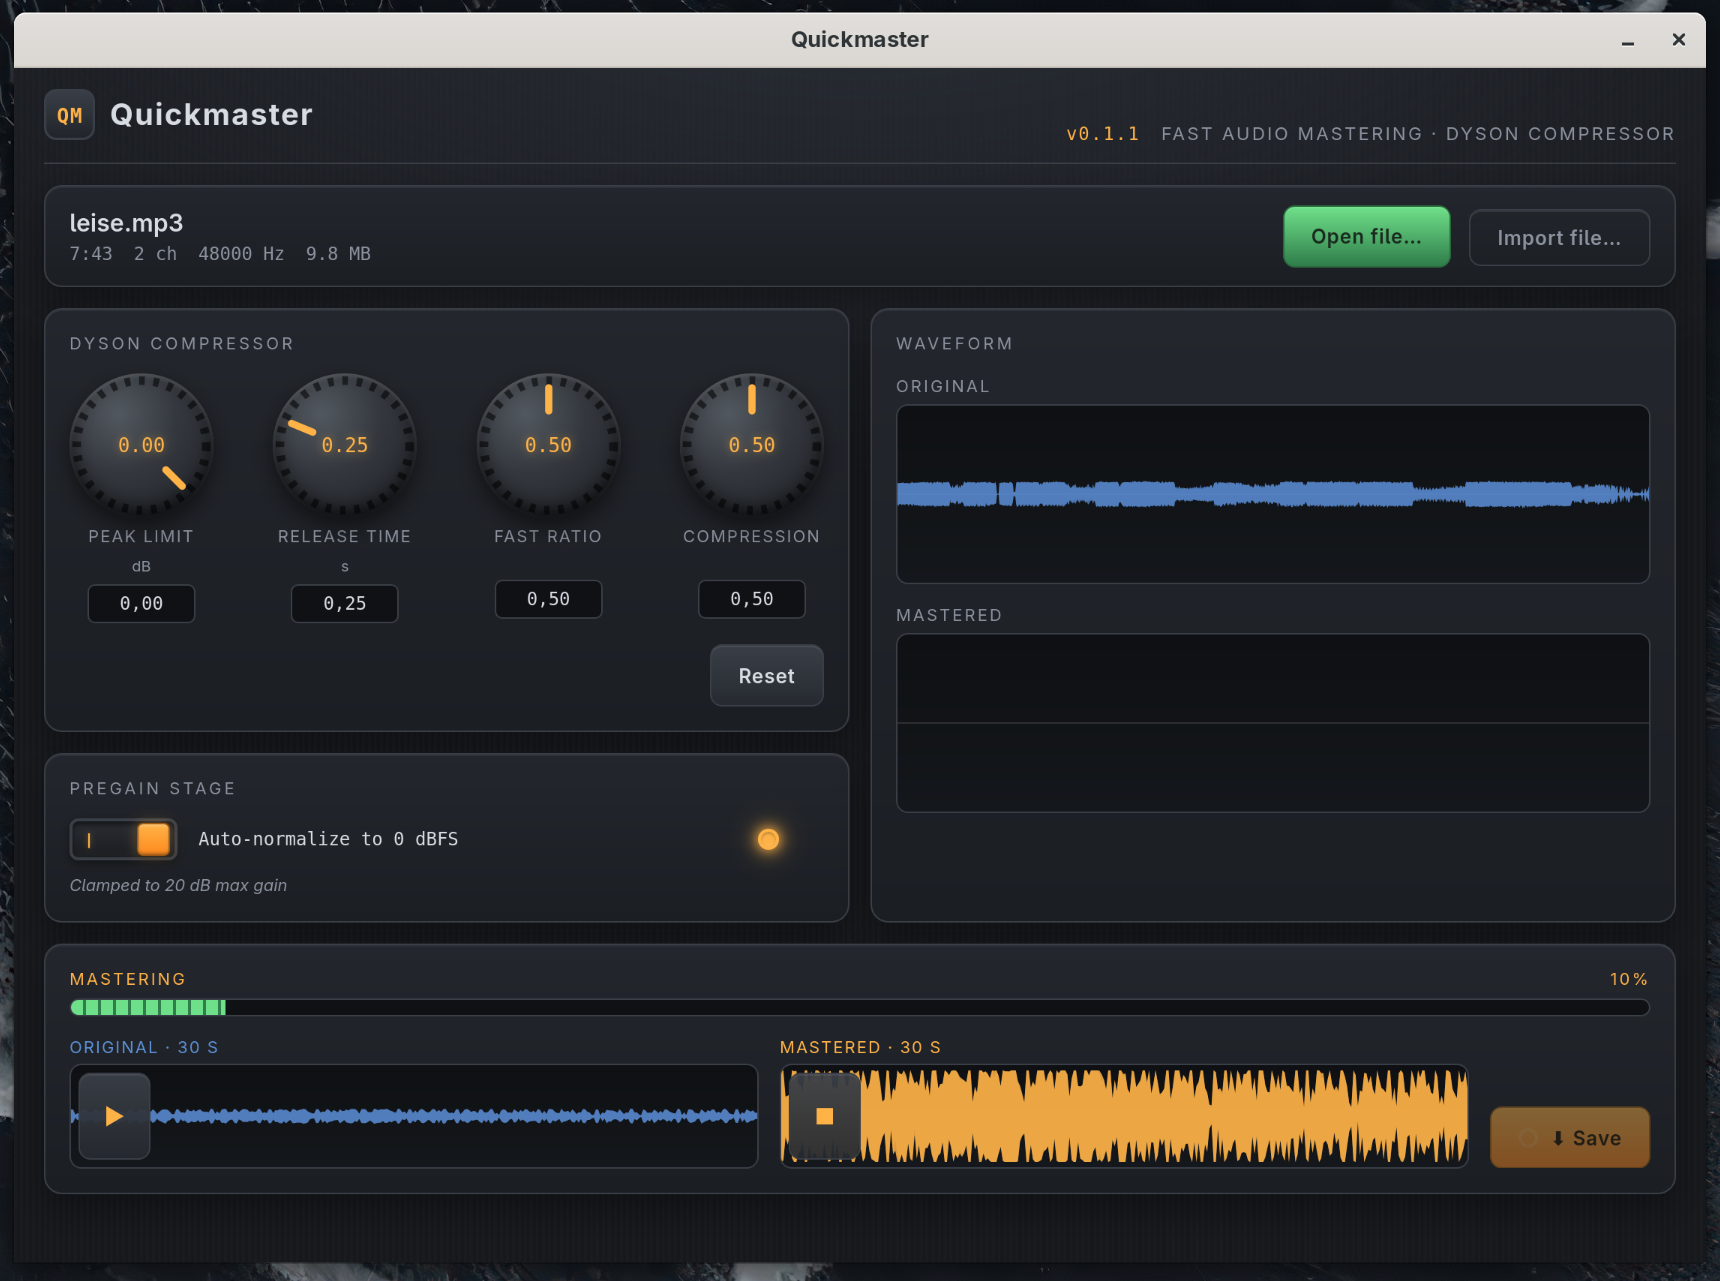 Quickmaster
QM Quickmaster
v0.1.1 FAST AUDIO MASTERING · DYSON COMPRESSOR
leise.mp3
7:43 2 ch 48000 Hz 9.8 MB
Open file...
Import file...
DYSON COMPRESSOR
0.00 0.25 0.50 0.50
PEAK LIMIT RELEASE TIME FAST RATIO COMPRESSION
dB s
0,00 0,25 0,50 0,50
Reset
WAVEFORM
ORIGINAL
MASTERED
PREGAIN STAGE
Auto-normalize to 0 dBFS
Clamped to 20 dB max gain
MASTERING 10%
ORIGINAL · 30 S
MASTERED · 30 S
⬇ Save